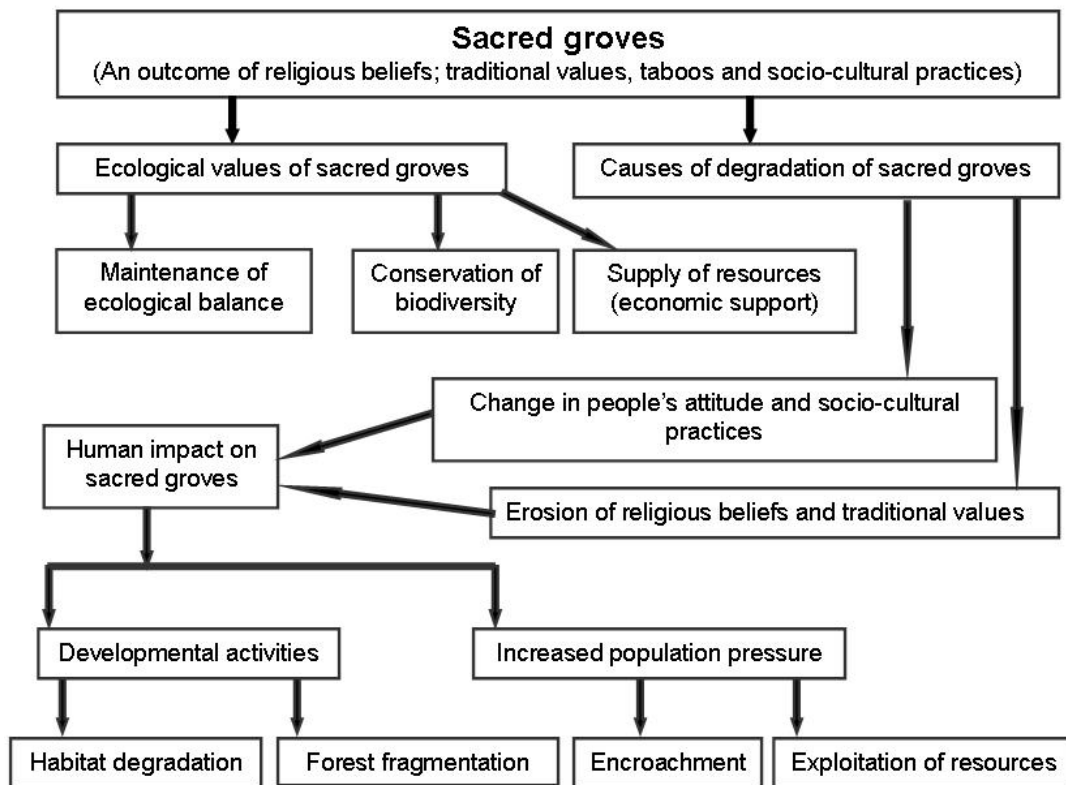 Sacred groves
(An outcome of religious beliefs; traditional values, taboos and socio-cultural practices)
Ecological values of sacred groves
Causes of degradation of sacred groves
Maintenance of
ecological balance
Conservation of
biodiversity
Supply of resources
(economic support)
Change in people's attitude and socio-cultural
practices
Human impact on
sacred groves
Erosion of religious beliefs and traditional values
Developmental activities
Increased population pressure
Habitat degradation
Forest fragmentation
Encroachment
Exploitation of resources